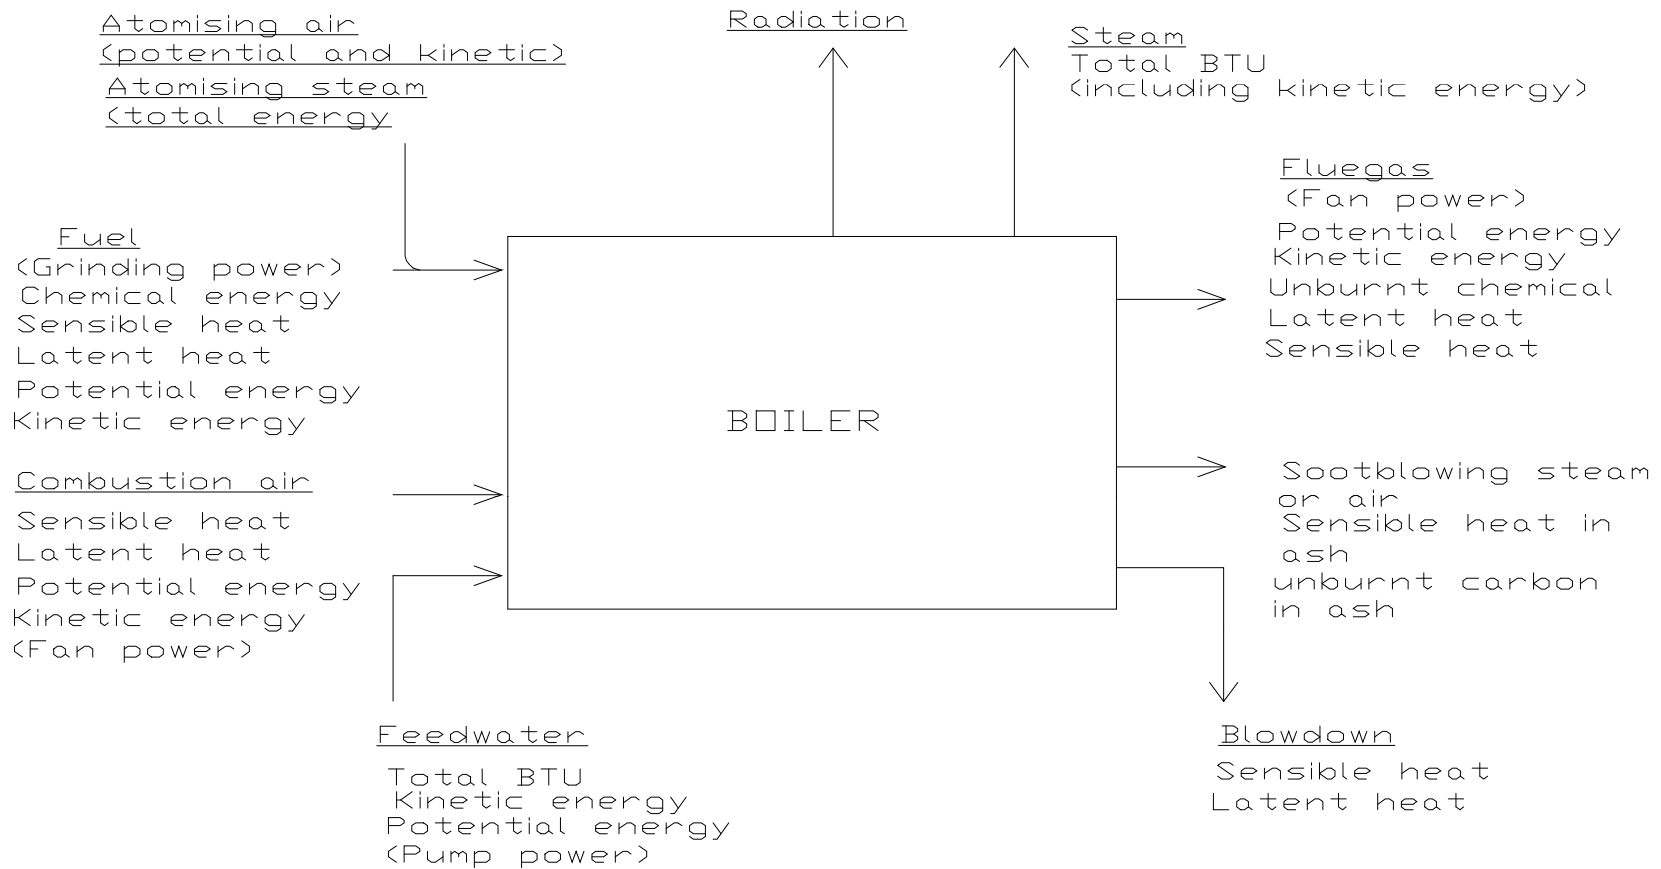 Atomising air
(potential and kinetic)
Atomising steam
(total energy
Radiation
Steam
Total BTU
(including kinetic energy)
Fuel
(Grinding power)
Chemical energy
Sensible heat
Latent heat
Potential energy
Kinetic energy
Combustion air
Sensible heat
Latent heat
Potential energy
Kinetic energy
(Fan power)
BOILER
Fluegas
(Fan power)
Potential energy
Kinetic energy
Unburnt chemical
Latent heat
Sensible heat
Sootblowing steam
or air
Sensible heat in
ash
unburnt carbon
in ash
Feedwater
Total BTU
Kinetic energy
Potential energy
(Pump power)
Blowdown
Sensible heat
Latent heat